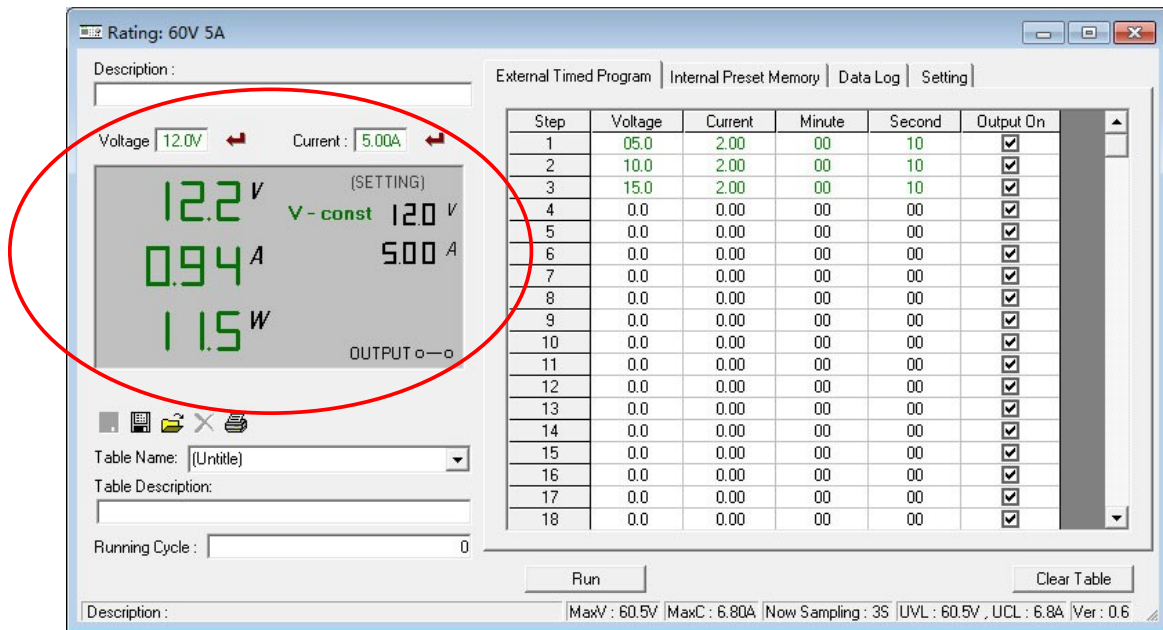 Rating: 60V 5A
Description :
Voltage 12.0V Current : 5.00A
12.2 V
(SETTING)
V - const 12.0 V
0.94 A
5.00 A
11.5 W
OUTPUT
Table Name: (Untitle)
Table Description:
Running Cycle : 0
External Timed Program Internal Preset Memory Data Log Setting
Step Voltage Current Minute Second Output On
1 05.0 2.00 00 10
2 10.0 2.00 00 10
3 15.0 2.00 00 10
4 0.0 0.00 00 00
5 0.0 0.00 00 00
6 0.0 0.00 00 00
7 0.0 0.00 00 00
8 0.0 0.00 00 00
9 0.0 0.00 00 00
10 0.0 0.00 00 00
11 0.0 0.00 00 00
12 0.0 0.00 00 00
13 0.0 0.00 00 00
14 0.0 0.00 00 00
15 0.0 0.00 00 00
16 0.0 0.00 00 00
17 0.0 0.00 00 00
18 0.0 0.00 00 00
Run Clear Table
Description : MaxV : 60.5V MaxC : 6.80A Now Sampling : 3S UVL : 60.5V , UCL : 6.8A Ver : 0.6